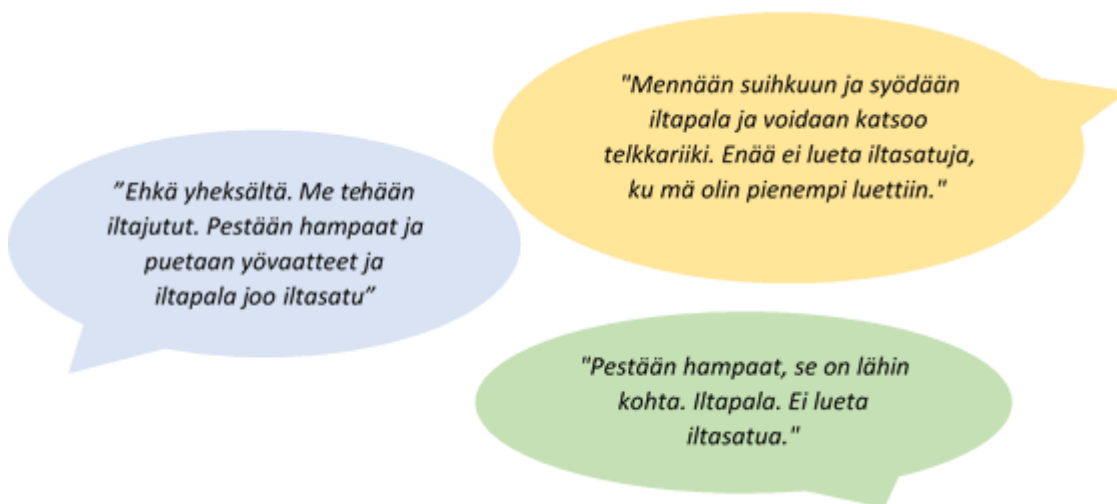 "Mennään suihkuun ja syödään
iltapala ja voidaan katsoo
telkkariiki. Enää ei lueta iltasatuja,
ku mä olin pienempi luettiin."
”Ehkä yheksältä. Me tehään
iltajutut. Pestään hampaat ja
puetaan yövaatteet ja
iltapala joo iltasatu”
"Pestään hampaat, se on lähin
kohta. Iltapala. Ei lueta
iltasatua."